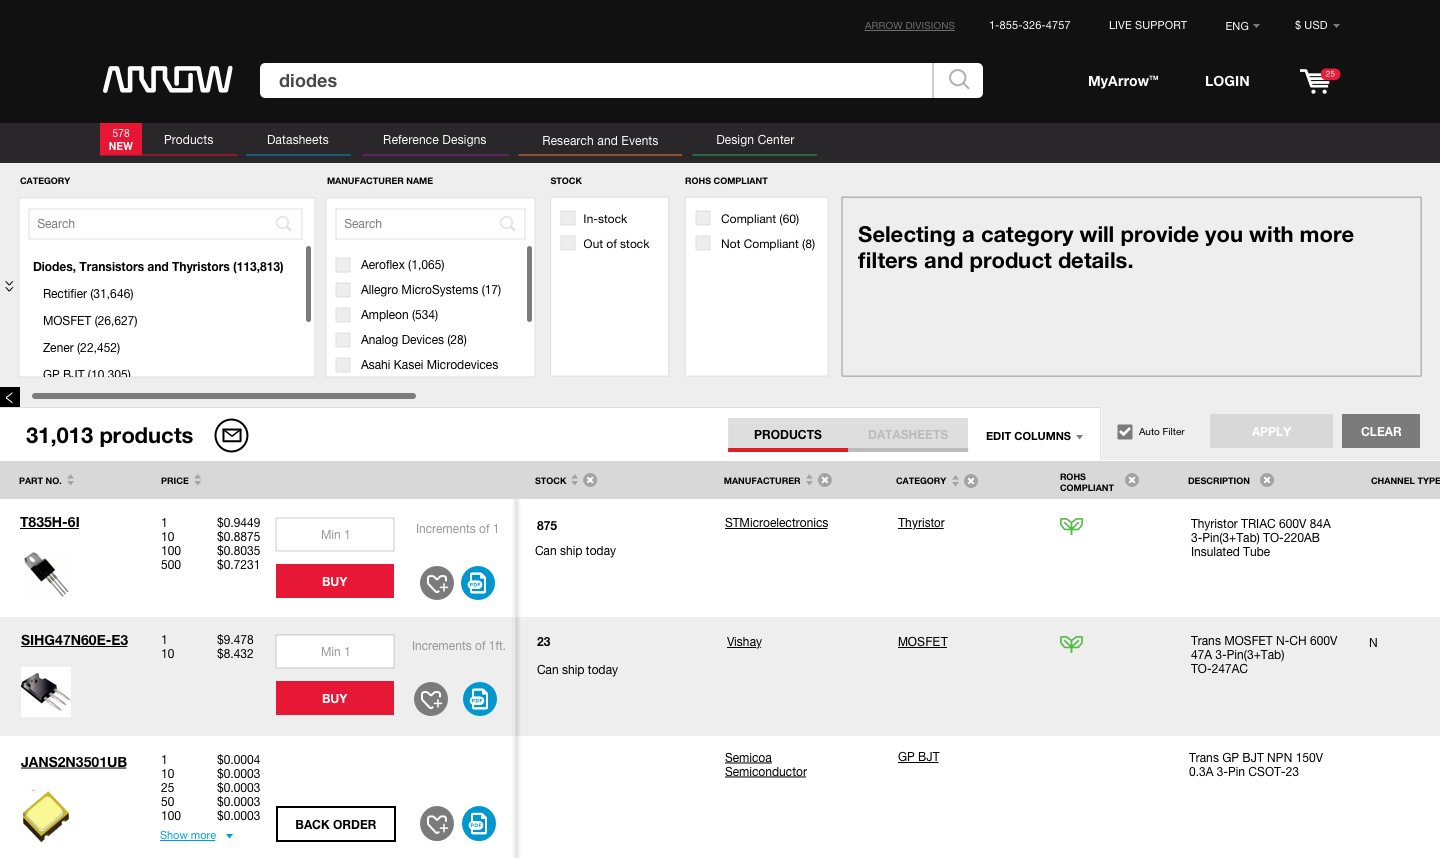 ARROW DIVISIONS
1-855-326-4757
LIVE SUPPORT
ENG
$ USD
ARROW
diodes
MyArrow™
LOGIN
25
578
NEW
Products
Datasheets
Reference Designs
Research and Events
Design Center
CATEGORY
Search
Diodes, Transistors and Thyristors (113,813)
Rectifier (31,646)
MOSFET (26,627)
Zener (22,452)
GP BJT (10,305)
MANUFACTURER NAME
Search
Aeroflex (1,065)
Allegro MicroSystems (17)
Ampleon (534)
Analog Devices (28)
Asahi Kasei Microdevices
STOCK
In-stock
Out of stock
ROHS COMPLIANT
Compliant (60)
Not Compliant (8)
Selecting a category will provide you with more
filters and product details.
31,013 products
PRODUCTS
DATASHEETS
EDIT COLUMNS
Auto Filter
APPLY
CLEAR
PART NO.
PRICE
STOCK
MANUFACTURER
CATEGORY
ROHS
COMPLIANT
DESCRIPTION
CHANNEL TYPE
T835H-6I
1 $0.9449
10 $0.8875
100 $0.8035
500 $0.7231
Min 1
Increments of 1
BUY
PDF
875
Can ship today
STMicroelectronics
Thyristor
Thyristor TRIAC 600V 84A
3-Pin(3+Tab) TO-220AB
Insulated Tube
SIHG47N60E-E3
1 $9.478
10 $8.432
Min 1
Increments of 1ft.
BUY
PDF
23
Can ship today
Vishay
MOSFET
Trans MOSFET N-CH 600V
47A 3-Pin(3+Tab)
TO-247AC
N
JANS2N3501UB
1 $0.0004
10 $0.0003
25 $0.0003
50 $0.0003
100 $0.0003
Show more
BACK ORDER
PDF
Semicoa
Semiconductor
GP BJT
Trans GP BJT NPN 150V
0.3A 3-Pin CSOT-23